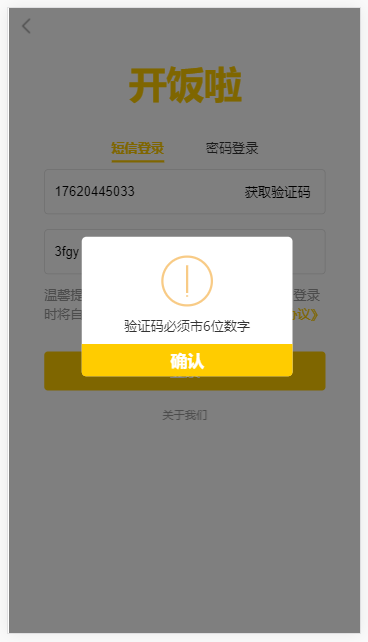 开饭啦
短信登录 密码登录
17620445033 获取验证码
3fgy
验证码必须市6位数字
确认
温馨提 登录
时将自 议》
关于我们